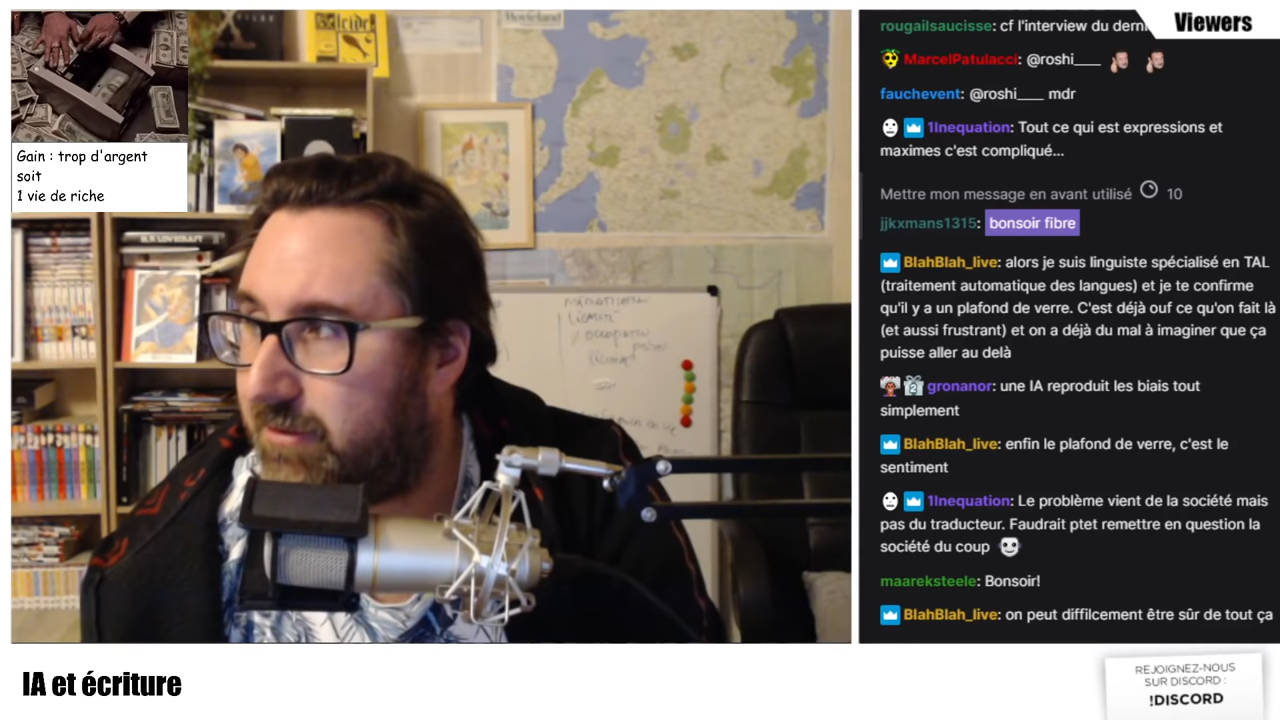 Gain : trop d'argent
soit
1 vie de riche
Movieland
Viewers
rougailsaucisse: cf l'interview du derni
MarcelPatulacci: @roshi____
fauchevent: @roshi____ mdr
1Inequation: Tout ce qui est expressions et
maximes c'est compliqué...
Mettre mon message en avant utilisé 10
jjkxmans1315: bonsoir fibre
BlahBlah_live: alors je suis linguiste spécialisé en TAL
(traitement automatique des langues) et je te confirme
qu'il y a un plafond de verre. C'est déjà ouf ce qu'on fait là
(et aussi frustrant) et on a déjà du mal à imaginer que ça
puisse aller au delà
2 gronanor: une IA reproduit les biais tout
simplement
BlahBlah_live: enfin le plafond de verre, c'est le
sentiment
1Inequation: Le problème vient de la société mais
pas du traducteur. Faudrait ptet remettre en question la
société du coup
maareksteele: Bonsoir!
BlahBlah_live: on peut diffilcement être sûr de tout ça
IA et écriture
REJOIGNEZ-NOUS
SUR DISCORD :
!DISCORD